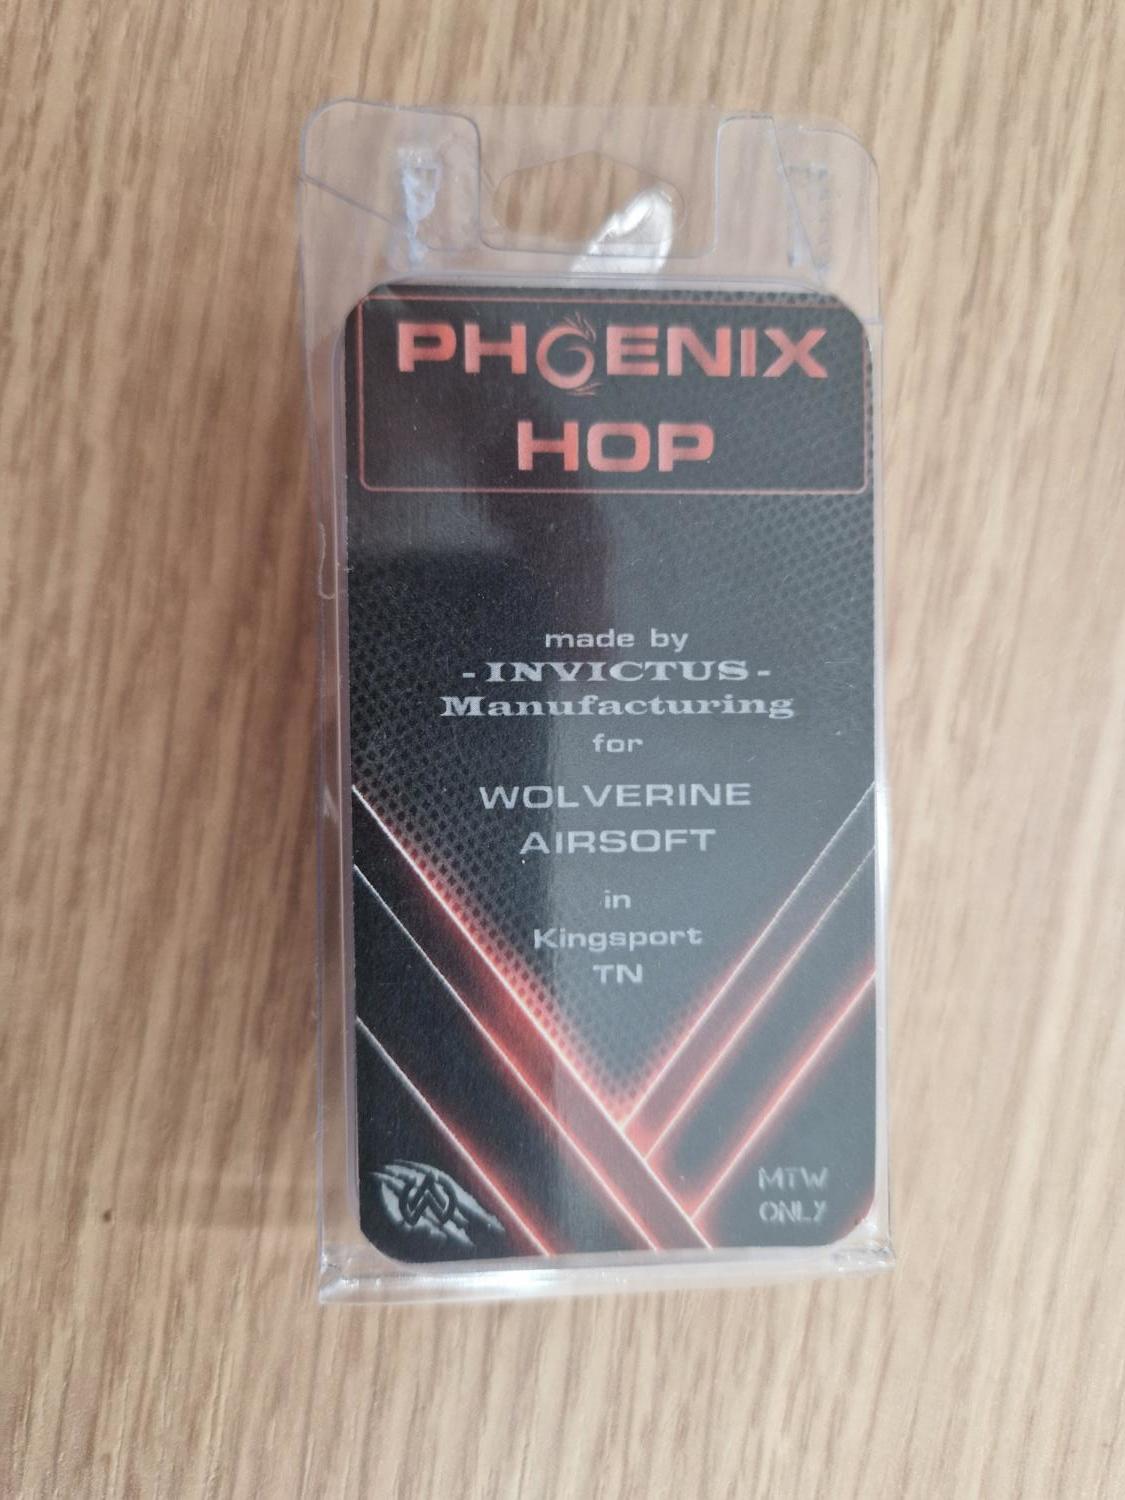 PHOENIX
HOP
made by
-INVICTUS-
Manufacturing
for
WOLVERINE
AIRSOFT
in
Kingsport
TN
MTW
ONLY